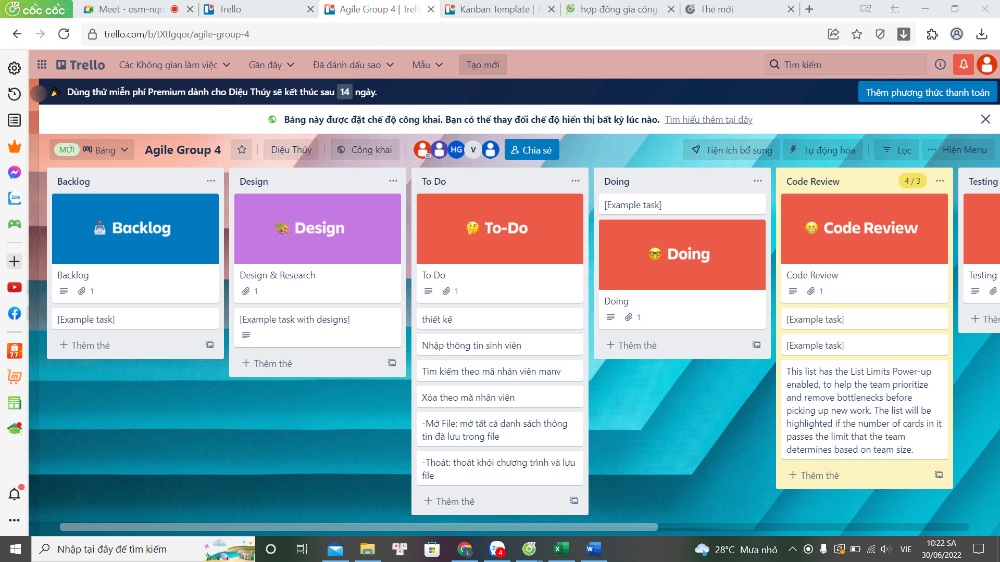 cốc cốc
Meet - osm-nqm
Trello
Agile Group 4 | Trell
Kanban Template | T
hợp đồng gia công
Thẻ mới
trello.com/b/tXtIgqor/agile-group-4
Trello
Các Không gian làm việc
Gần đây
Đã đánh dấu sao
Mẫu
Tạo mới
Tìm kiếm
Dùng thử miễn phí Premium dành cho Diệu Thúy sẽ kết thúc sau 14 ngày.
Thêm phương thức thanh toán
Bảng này được đặt chế độ công khai. Bạn có thể thay đổi chế độ hiển thị bất kỳ lúc nào. Tìm hiểu thêm tại đây
MỚI
Bảng
Agile Group 4
Diệu Thúy
Công khai
HG
V
Chia sẻ
Tiện ích bổ sung
Tự động hóa
Lọc
Hiện Menu
Backlog
Backlog
Backlog
1
[Example task]
Thêm thẻ
Design
Design
Design & Research
1
[Example task with designs]
Thêm thẻ
To Do
To-Do
To Do
1
thiết kế
Nhập thông tin sinh viên
Tìm kiếm theo mã nhân viên manv
Xóa theo mã nhân viên
-Mở File: mở tất cả danh sách thông
tin đã lưu trong file
-Thoát: thoát khỏi chương trình và lưu
file
Thêm thẻ
Doing
[Example task]
Doing
Doing
1
Thêm thẻ
Code Review
4 / 3
Code Review
Code Review
1
[Example task]
[Example task]
This list has the List Limits Power-up
enabled, to help the team prioritize
and remove bottlenecks before
picking up new work. The list will be
highlighted if the number of cards in it
passes the limit that the team
determines based on team size.
Thêm thẻ
Testing
Testing
Thêm
Zalo
7.7
Nhập tại đây để tìm kiếm
4
28°C Mưa nhỏ
VIE
10:22 SA
30/06/2022